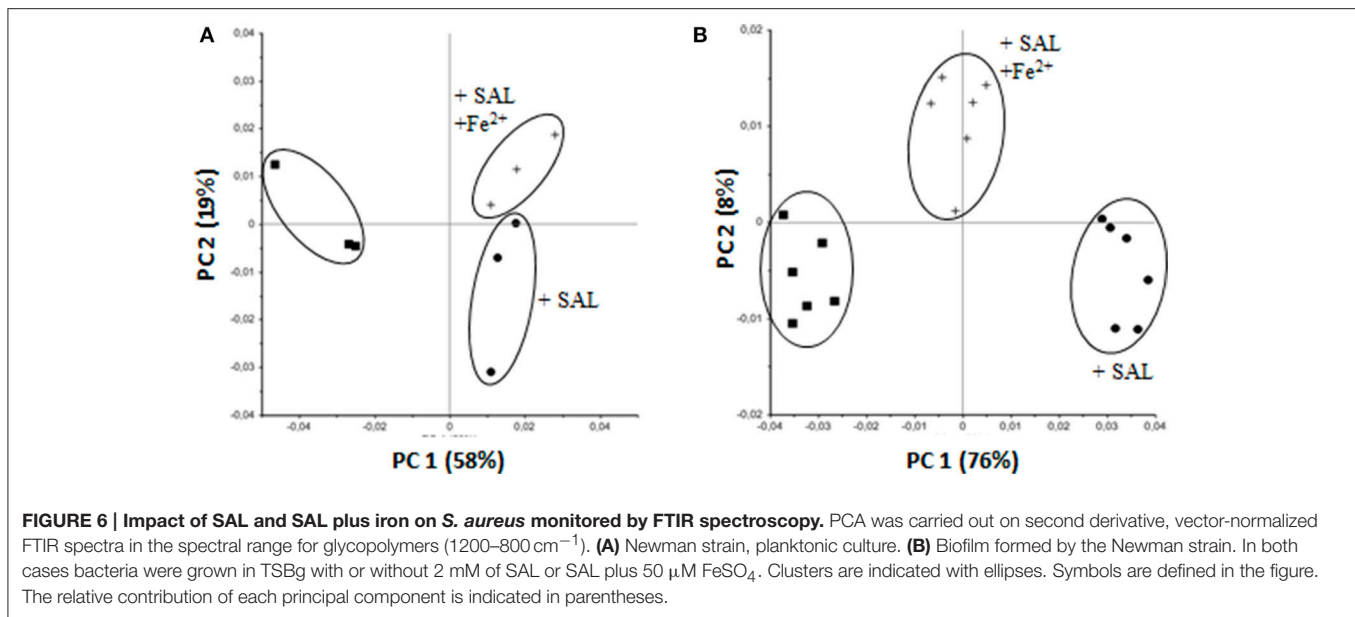 A
B
0,04
0,03
0,02
0,01
0
-0,01
-0,02
-0,03
-0,04
-0,04
-0,02
0
0,02
0,04
PC2 (19%)
PC 1 (58%)
+ SAL
+Fe²⁺
+ SAL
0,02
0,01
0
-0,01
-0,02
-0,04
-0,03
-0,02
-0,01
0
0,01
0,02
0,03
0,04
PC2 (8%)
PC 1 (76%)
+ SAL
+Fe²⁺
+ SAL
FIGURE 6 | Impact of SAL and SAL plus iron on S. aureus monitored by FTIR spectroscopy. PCA was carried out on second derivative, vector-normalized
FTIR spectra in the spectral range for glycopolymers (1200–800 cm⁻¹). (A) Newman strain, planktonic culture. (B) Biofilm formed by the Newman strain. In both
cases bacteria were grown in TSBg with or without 2 mM of SAL or SAL plus 50 μM FeSO₄. Clusters are indicated with ellipses. Symbols are defined in the figure.
The relative contribution of each principal component is indicated in parentheses.